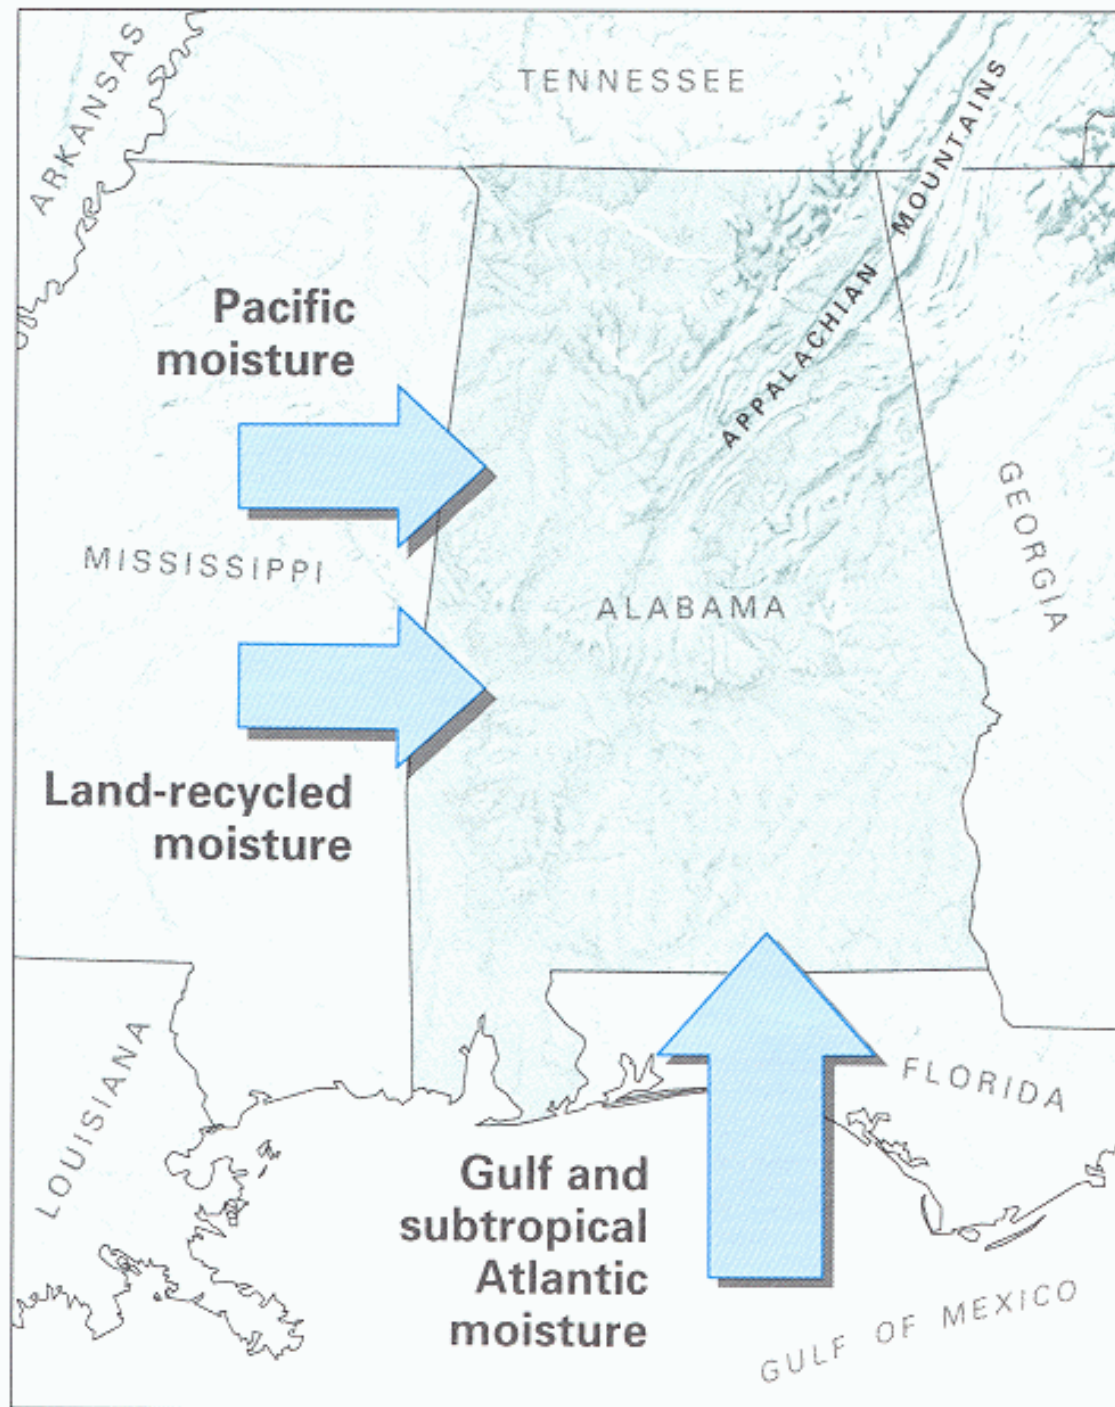 ARKANSAS
TENNESSEE
APPALACHIAN MOUNTAINS
Pacific
moisture
GEORGIA
MISSISSIPPI
ALABAMA
Land-recycled
moisture
LOUISIANA
FLORIDA
Gulf and
subtropical
Atlantic
moisture
GULF OF MEXICO